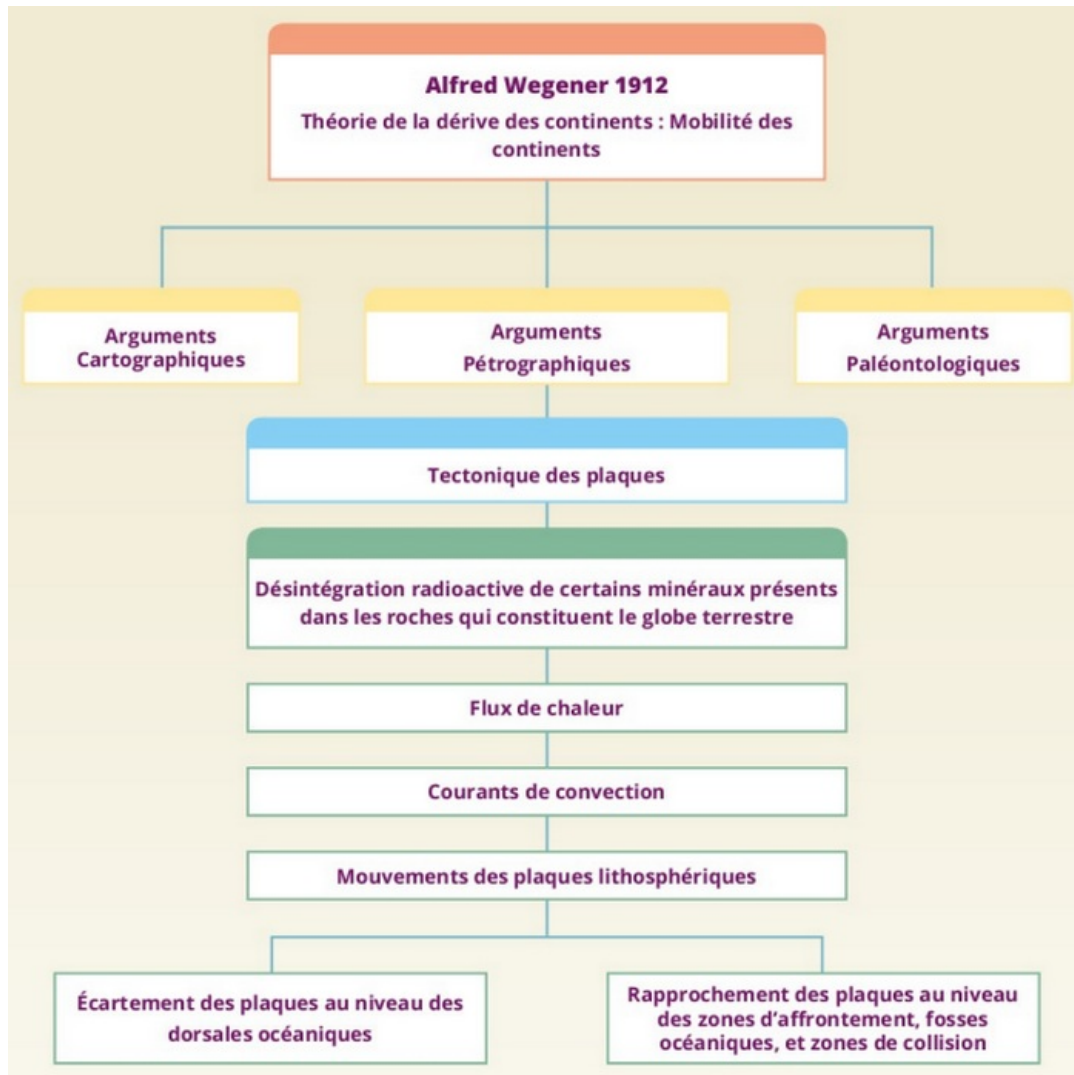 Alfred Wegener 1912
Théorie de la dérive des continents : Mobilité des
continents
Arguments
Cartographiques
Arguments
Pétrographiques
Arguments
Paléontologiques
Tectonique des plaques
Désintégration radioactive de certains minéraux présents
dans les roches qui constituent le globe terrestre
Flux de chaleur
Courants de convection
Mouvements des plaques lithosphériques
Écartement des plaques au niveau des
dorsales océaniques
Rapprochement des plaques au niveau
des zones d’affrontement, fosses
océaniques, et zones de collision